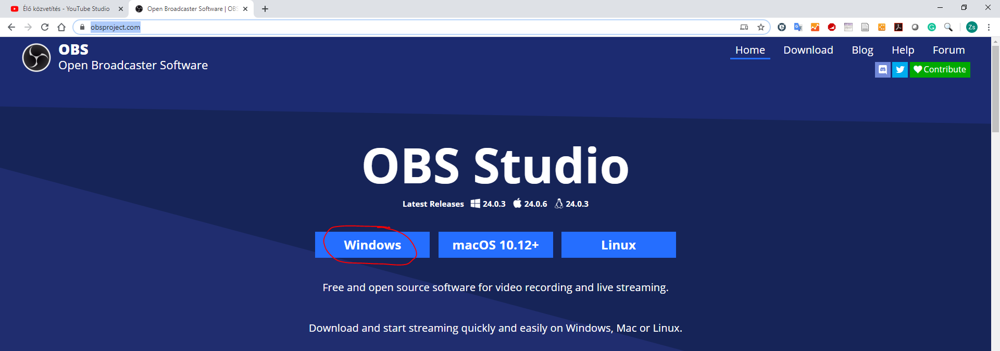 Élő közvetítés - YouTube Studio
Open Broadcaster Software | OBS
obsproject.com
Zs
OBS
Open Broadcaster Software
Home Download Blog Help Forum
Contribute
OBS Studio
Latest Releases 24.0.3 24.0.6 24.0.3
Windows macOS 10.12+ Linux
Free and open source software for video recording and live streaming.
Download and start streaming quickly and easily on Windows, Mac or Linux.